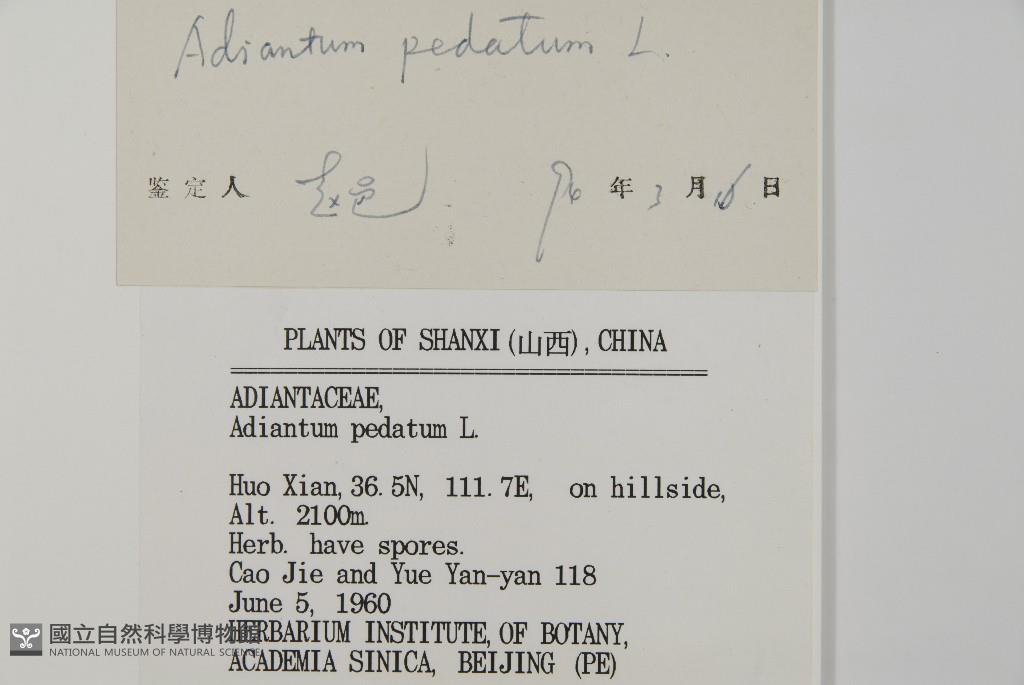 Adiantum pedatum L.
鉴定人 年 3 月 日
PLANTS OF SHANXI (山西), CHINA
ADIANTACEAE,
Adiantum pedatum L.
Huo Xian, 36.5N, 111.7E, on hillside,
Alt. 2100m.
Herb. have spores.
Cao Jie and Yue Yan-yan 118
June 5, 1960
HERBARIUM INSTITUTE, OF BOTANY,
ACADEMIA SINICA, BEIJING (PE)
國立自然科學博物館
NATIONAL MUSEUM OF NATURAL SCIENCE